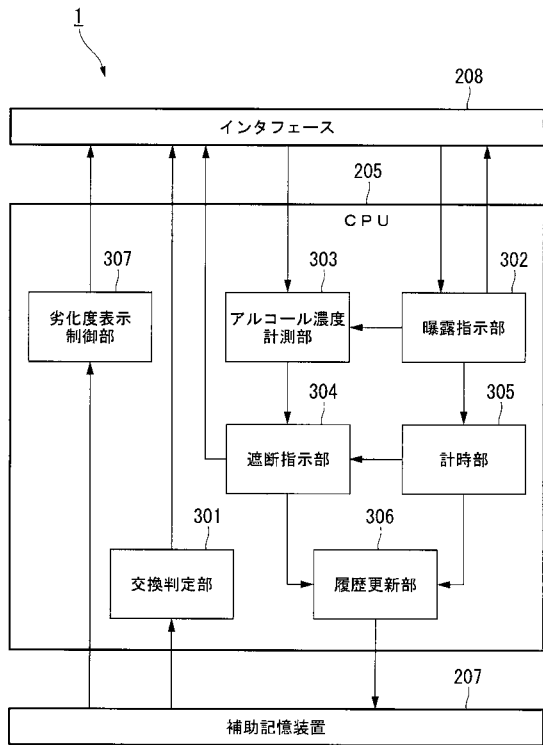 1
208
インタフェース
205
CPU
307
劣化度表示
制御部
303
アルコール濃度
計測部
302
曝露指示部
304
遮断指示部
305
計時部
301
交換判定部
306
履歴更新部
207
補助記憶装置